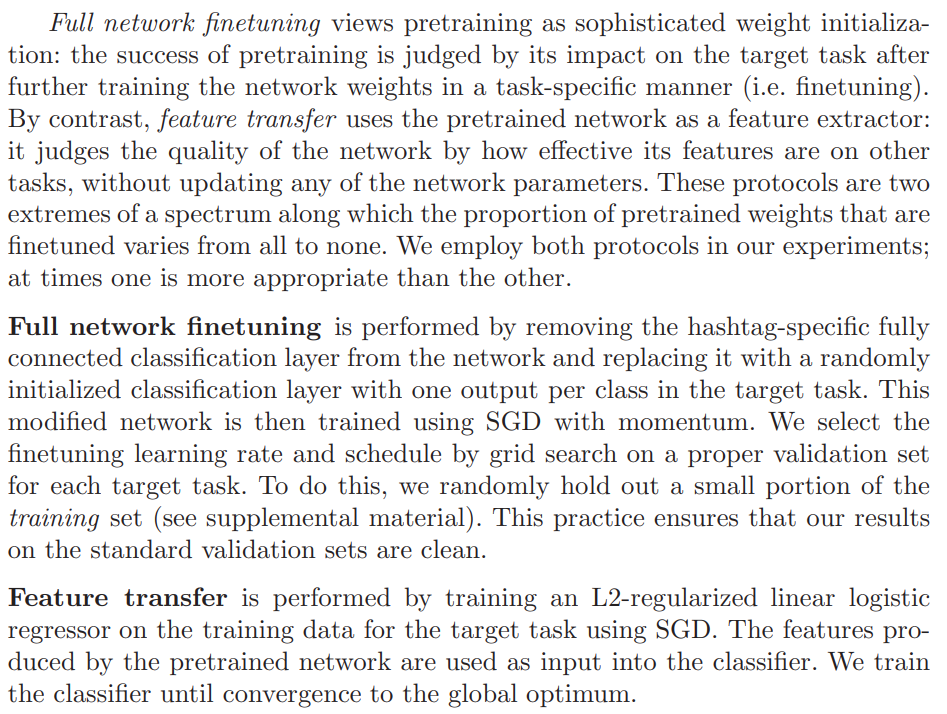 Full network finetuning views pretraining as sophisticated weight initializa-
tion: the success of pretraining is judged by its impact on the target task after
further training the network weights in a task-specific manner (i.e. finetuning).
By contrast, feature transfer uses the pretrained network as a feature extractor:
it judges the quality of the network by how effective its features are on other
tasks, without updating any of the network parameters. These protocols are two
extremes of a spectrum along which the proportion of pretrained weights that are
finetuned varies from all to none. We employ both protocols in our experiments;
at times one is more appropriate than the other.
Full network finetuning is performed by removing the hashtag-specific fully
connected classification layer from the network and replacing it with a randomly
initialized classification layer with one output per class in the target task. This
modified network is then trained using SGD with momentum. We select the
finetuning learning rate and schedule by grid search on a proper validation set
for each target task. To do this, we randomly hold out a small portion of the
training set (see supplemental material). This practice ensures that our results
on the standard validation sets are clean.
Feature transfer is performed by training an L2-regularized linear logistic
regressor on the training data for the target task using SGD. The features pro-
duced by the pretrained network are used as input into the classifier. We train
the classifier until convergence to the global optimum.